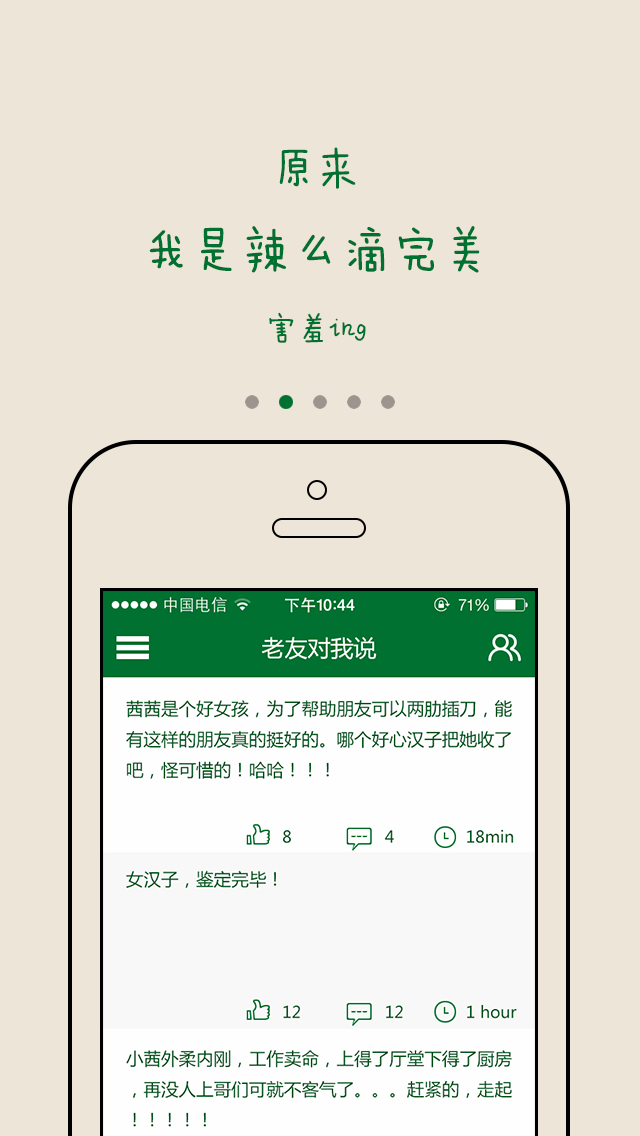 原来
我是辣么滴完美
害羞ing
中国电信 下午10:44 71%
老友对我说
茜茜是个好女孩，为了帮助朋友可以两肋插刀，能
有这样的朋友真的挺好的。哪个好心汉子把她收了
吧，怪可惜的！哈哈！！！
8 4 18min
女汉子，鉴定完毕！
12 12 1 hour
小茜外柔内刚，工作卖命，上得了厅堂下得了厨房
，再没人上哥们可就不客气了。。。赶紧的，走起
！！！！！